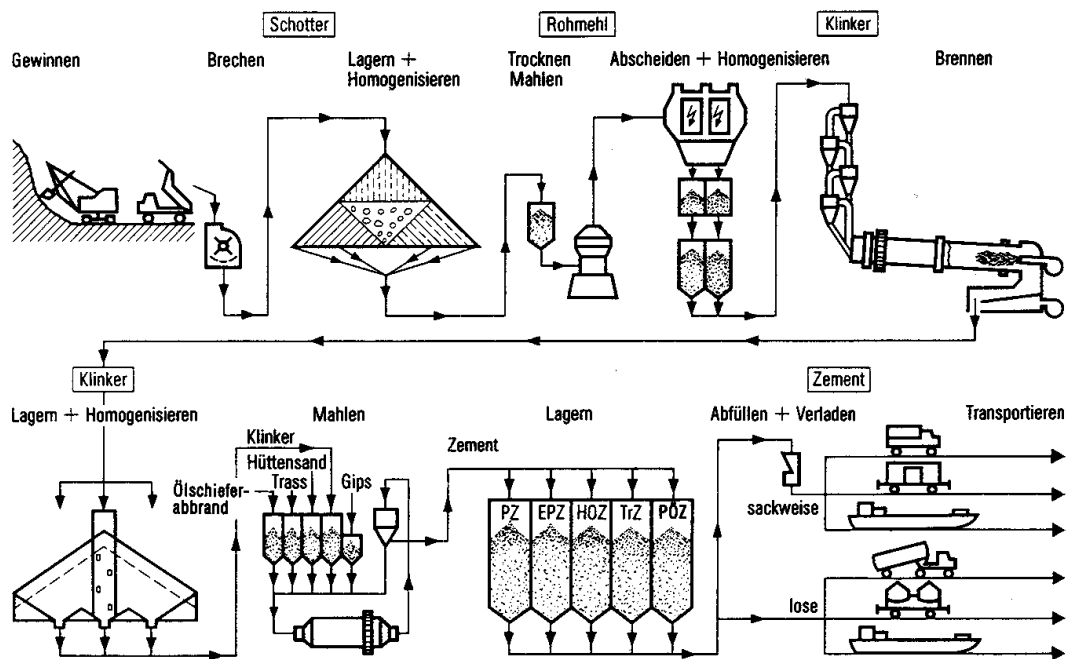 Schotter
Rohmehl
Klinker
Gewinnen
Brechen
Lagern +
Homogenisieren
Trocknen
Mahlen
Abscheiden + Homogenisieren
Brennen
Klinker
Zement
Lagern + Homogenisieren
Mahlen
Lagern
Abfüllen + Verladen
Transportieren
Klinker
Hüttensand
Trass
Gips
Ölschiefer-
abbrand
Zement
PZ
EPZ
HOZ
TrZ
PÖZ
sackweise
lose